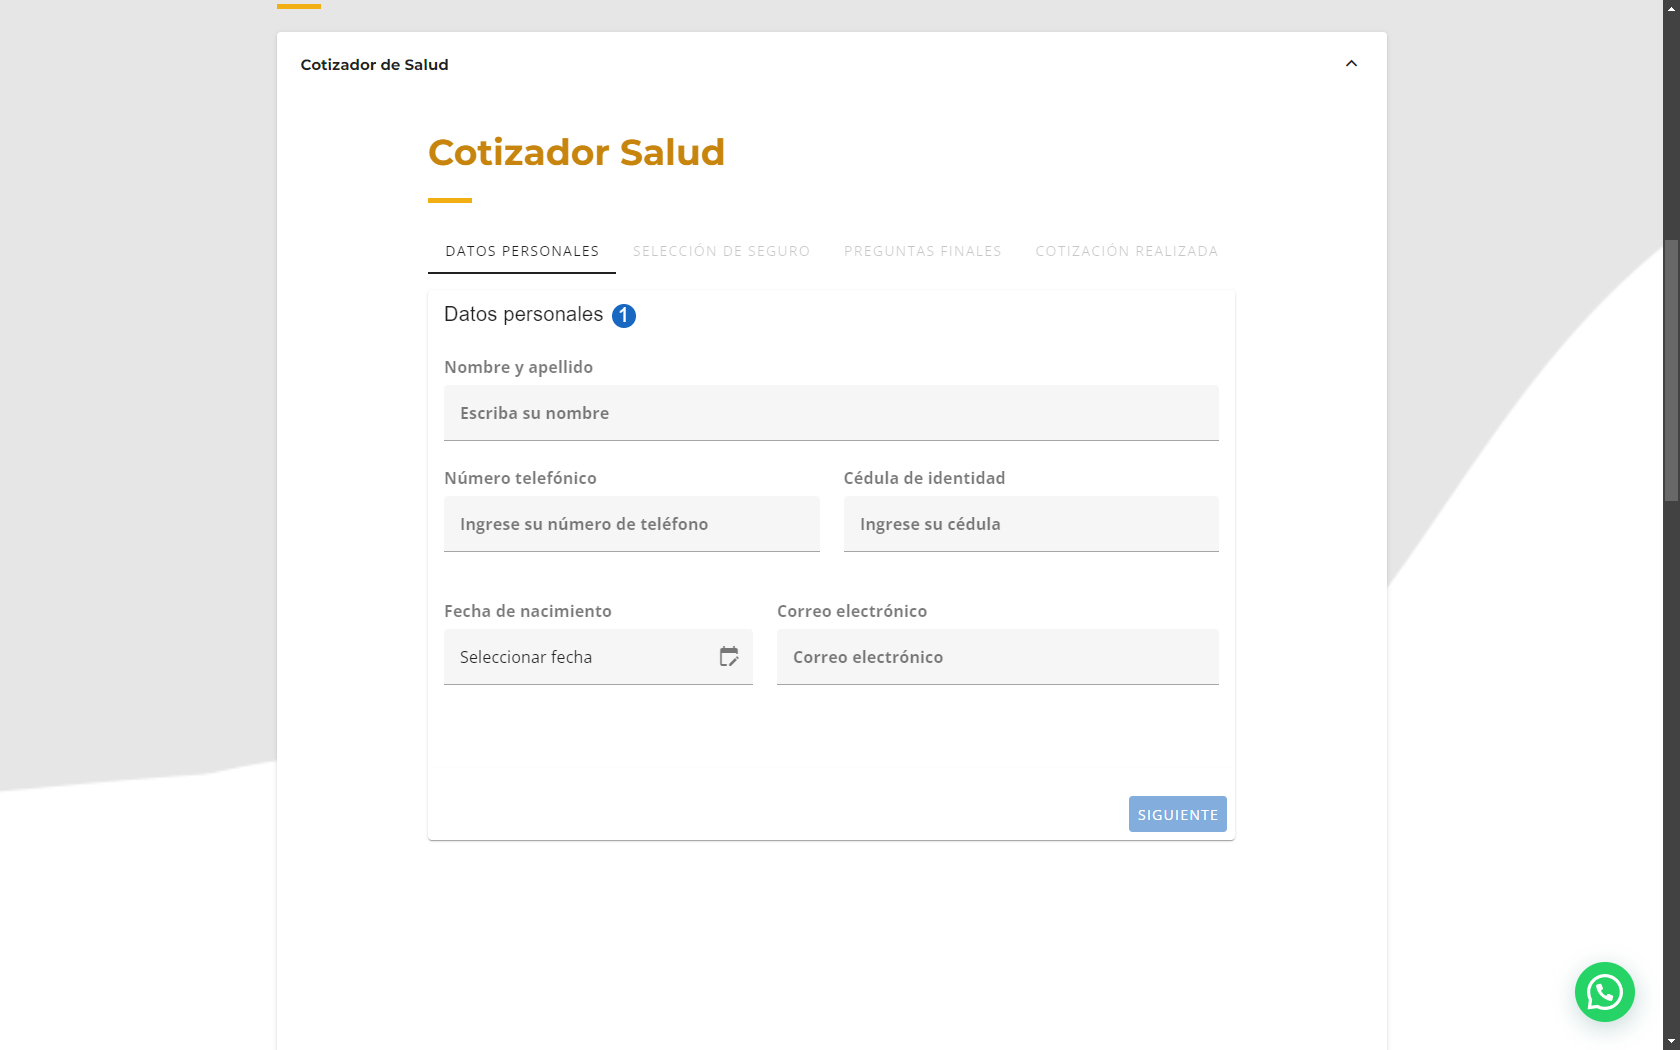 Cotizador de Salud
Cotizador Salud
DATOS PERSONALES SELECCIÓN DE SEGURO PREGUNTAS FINALES COTIZACIÓN REALIZADA
Datos personales 1
Nombre y apellido
Escriba su nombre
Número telefónico Cédula de identidad
Ingrese su número de teléfono Ingrese su cédula
Fecha de nacimiento Correo electrónico
Seleccionar fecha Correo electrónico
SIGUIENTE